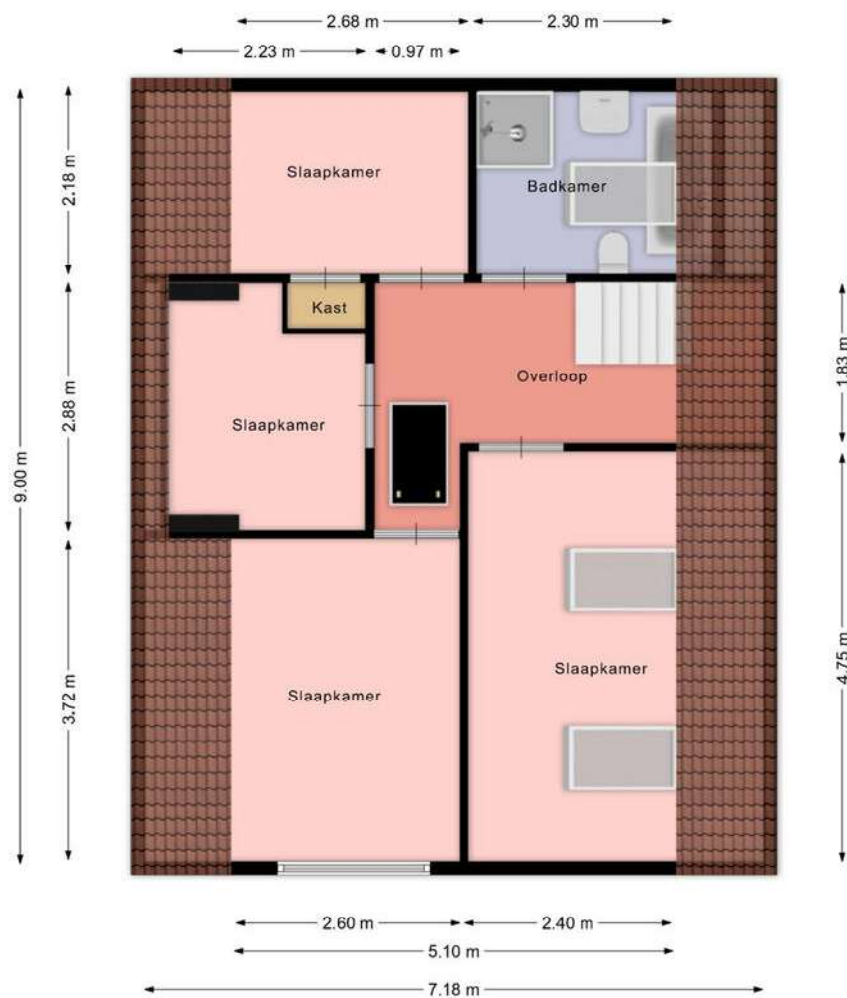 2.68 m
2.30 m
2.23 m
0.97 m
Slaapkamer
Badkamer
2.18 m
Kast
Overloop
1.83 m
Slaapkamer
2.88 m
9.00 m
Slaapkamer
Slaapkamer
3.72 m
4.75 m
2.60 m
2.40 m
5.10 m
7.18 m